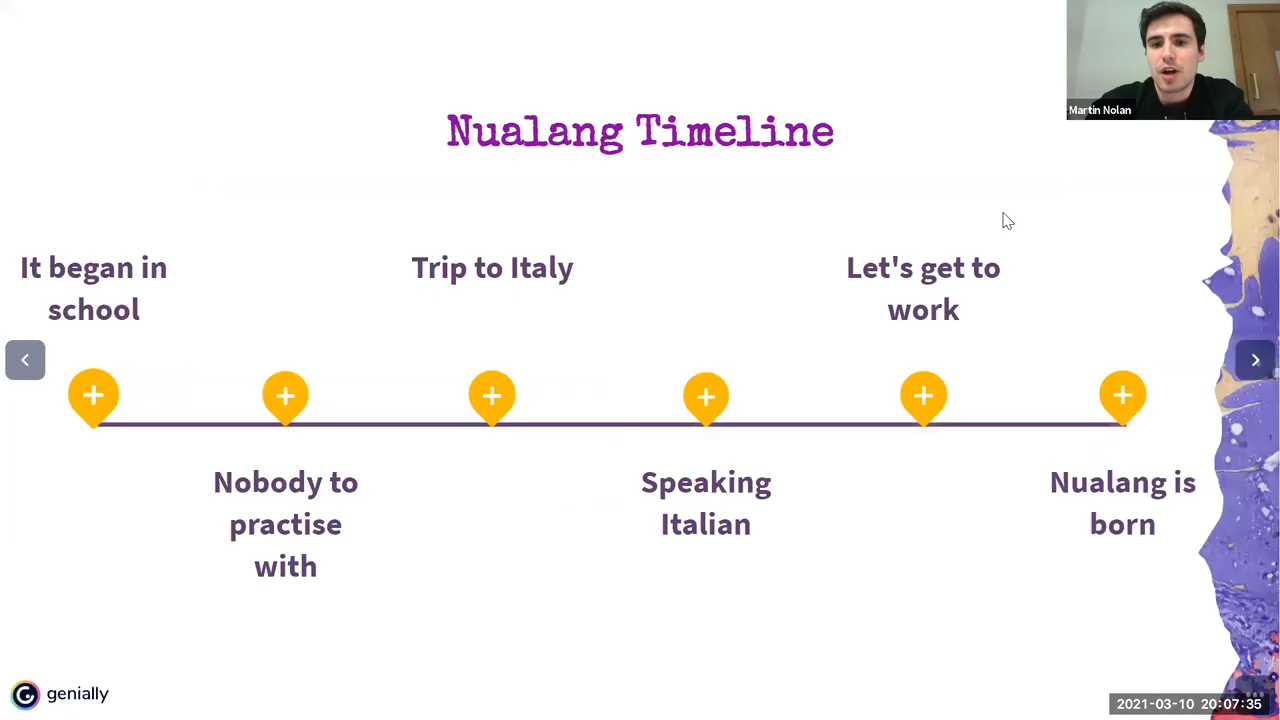 Martin Nolan
Nualang Timeline
It began in
school
Trip to Italy
Let's get to
work
Nobody to
practise
with
Speaking
Italian
Nualang is
born
genially
2021-03-10 20:07:35